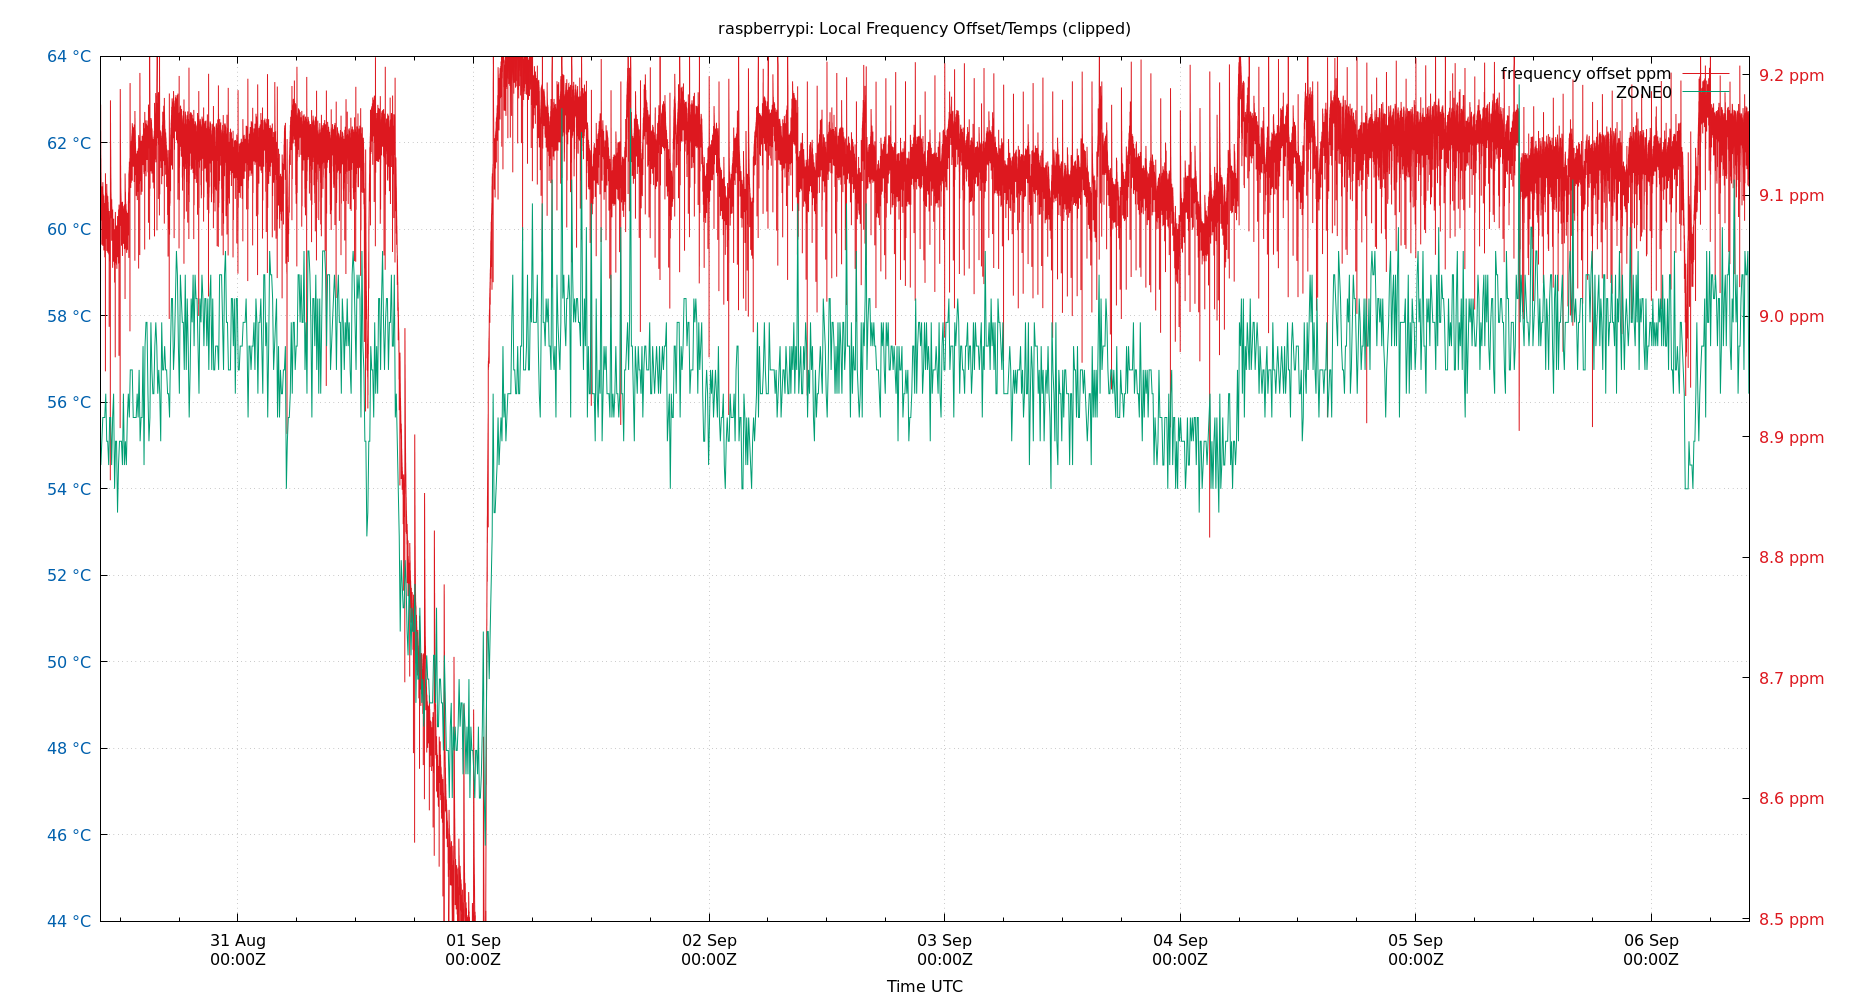 raspberrypi: Local Frequency Offset/Temps (clipped)
frequency offset ppm
ZONE0
64 °C
62 °C
60 °C
58 °C
56 °C
54 °C
52 °C
50 °C
48 °C
46 °C
44 °C
9.2 ppm
9.1 ppm
9.0 ppm
8.9 ppm
8.8 ppm
8.7 ppm
8.6 ppm
8.5 ppm
31 Aug 01 Sep 02 Sep 03 Sep 04 Sep 05 Sep 06 Sep
00:00Z 00:00Z 00:00Z 00:00Z 00:00Z 00:00Z 00:00Z
Time UTC